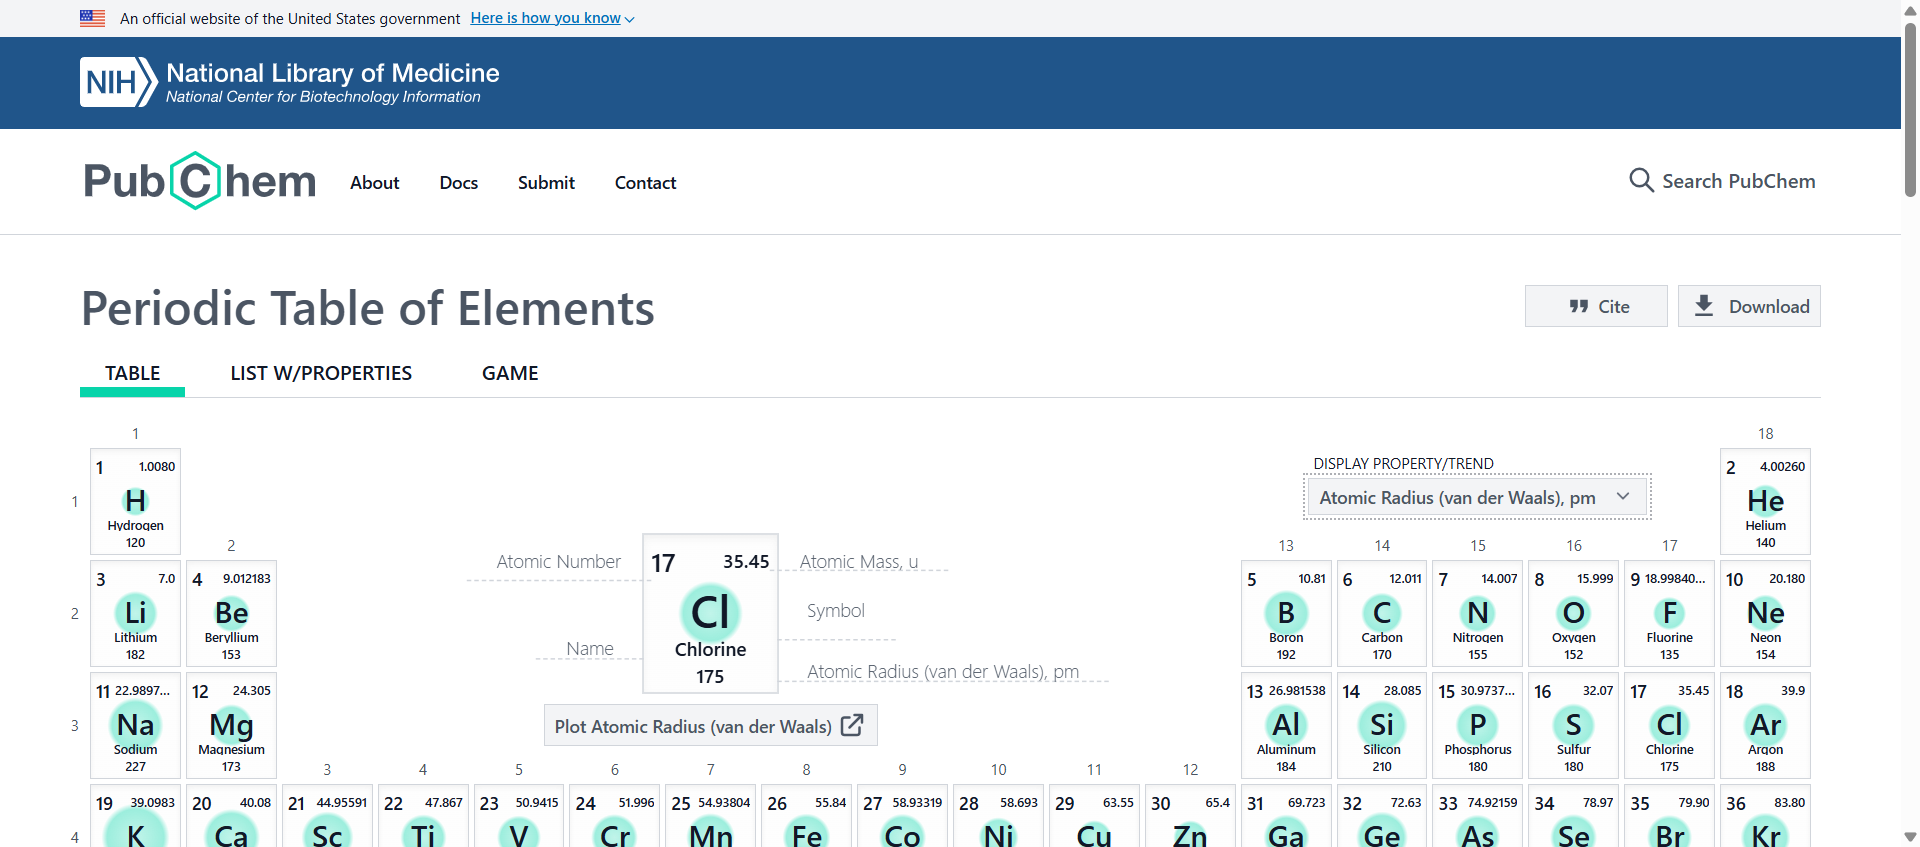 An official website of the United States government Here is how you know
NIH National Library of Medicine
National Center for Biotechnology Information
PubChem About Docs Submit Contact Search PubChem
Periodic Table of Elements Cite Download
TABLE LIST W/PROPERTIES GAME
1 18
DISPLAY PROPERTY/TREND
Atomic Radius (van der Waals), pm
1
1 1.0080
H
Hydrogen
120
2 4.00260
He
Helium
140
2 13 14 15 16 17
Atomic Number 17 35.45 Atomic Mass, u
Cl Symbol
Name Chlorine
175 Atomic Radius (van der Waals), pm
Plot Atomic Radius (van der Waals)
2
3 7.0
Li
Lithium
182
4 9.012183
Be
Beryllium
153
5 10.81
B
Boron
192
6 12.011
C
Carbon
170
7 14.007
N
Nitrogen
155
8 15.999
O
Oxygen
152
9 18.99840...
F
Fluorine
135
10 20.180
Ne
Neon
154
3
11 22.9897...
Na
Sodium
227
12 24.305
Mg
Magnesium
173
13 26.981538
Al
Aluminum
184
14 28.085
Si
Silicon
210
15 30.9737...
P
Phosphorus
180
16 32.07
S
Sulfur
180
17 35.45
Cl
Chlorine
175
18 39.9
Ar
Argon
188
3 4 5 6 7 8 9 10 11 12
4
19 39.0983
K
20 40.08
Ca
21 44.95591
Sc
22 47.867
Ti
23 50.9415
V
24 51.996
Cr
25 54.93804
Mn
26 55.84
Fe
27 58.93319
Co
28 58.693
Ni
29 63.55
Cu
30 65.4
Zn
31 69.723
Ga
32 72.63
Ge
33 74.92159
As
34 78.97
Se
35 79.90
Br
36 83.80
Kr